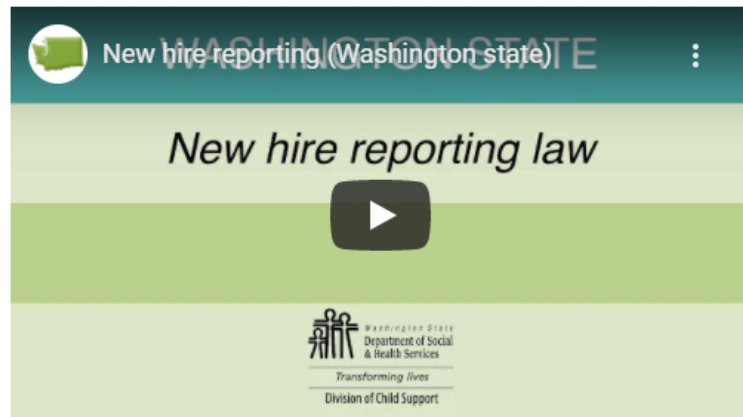 WASHINGTON STATE
New hire reporting (Washington state)
New hire reporting law
Washington State
Department of Social
& Health Services
Transforming lives
Division of Child Support